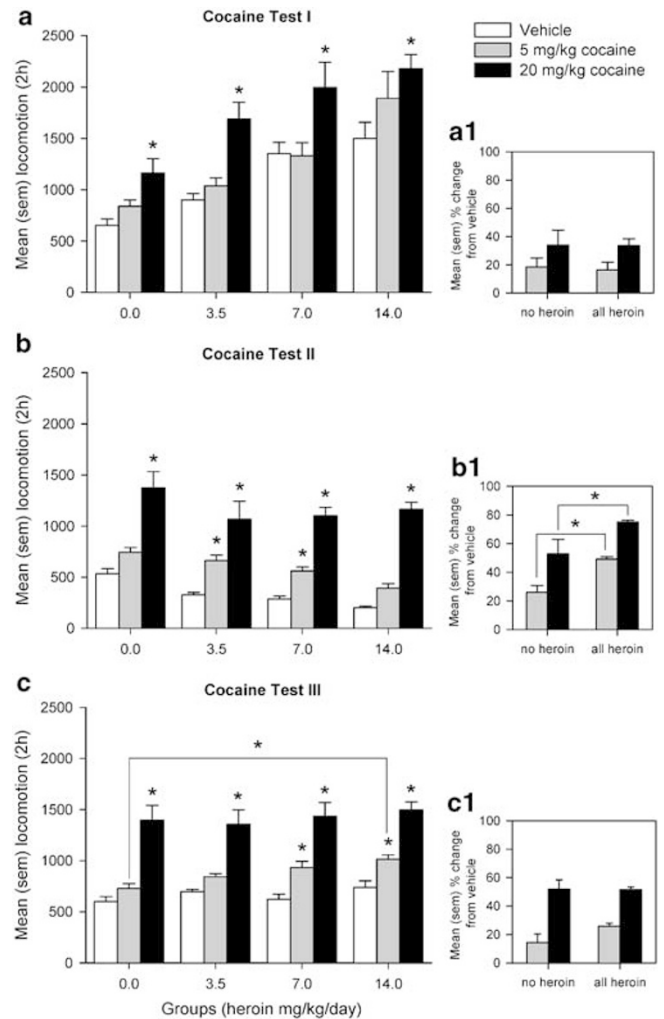 a
Cocaine Test I
Vehicle
5 mg/kg cocaine
20 mg/kg cocaine
Mean (sem) locomotion (2h)
2500
2000
1500
1000
500
0
*
*
*
*
0.0 3.5 7.0 14.0
a1
Mean (sem) % change
from vehicle
100
80
60
40
20
0
no heroin all heroin
b
Cocaine Test II
Mean (sem) locomotion (2h)
2500
2000
1500
1000
500
0
*
*
*
*
*
*
0.0 3.5 7.0 14.0
b1
Mean (sem) % change
from vehicle
100
80
60
40
20
0
*
*
no heroin all heroin
c
Cocaine Test III
Mean (sem) locomotion (2h)
2500
2000
1500
1000
500
0
*
*
*
*
*
*
*
0.0 3.5 7.0 14.0
Groups (heroin mg/kg/day)
c1
Mean (sem) % change
from vehicle
100
80
60
40
20
0
no heroin all heroin